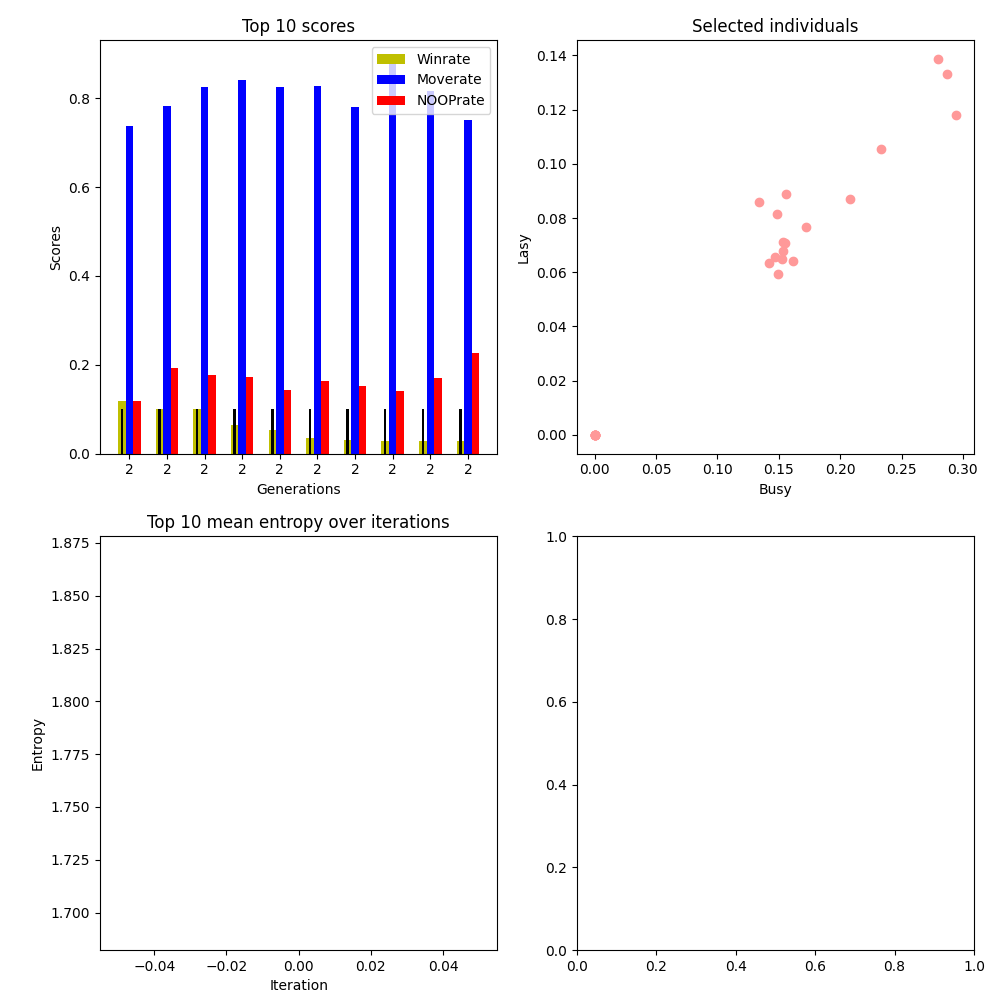 Top 10 scores
Winrate
Moverate
NOOPrate
0.8
0.6
0.4
0.2
0.0
Scores
2 2 2 2 2 2 2 2 2 2
Generations
Selected individuals
0.14
0.12
0.10
0.08
0.06
0.04
0.02
0.00
Lasy
0.00 0.05 0.10 0.15 0.20 0.25 0.30
Busy
Top 10 mean entropy over iterations
1.875
1.850
1.825
1.800
1.775
1.750
1.725
1.700
Entropy
−0.04 −0.02 0.00 0.02 0.04
Iteration
1.0
0.8
0.6
0.4
0.2
0.0
0.0 0.2 0.4 0.6 0.8 1.0